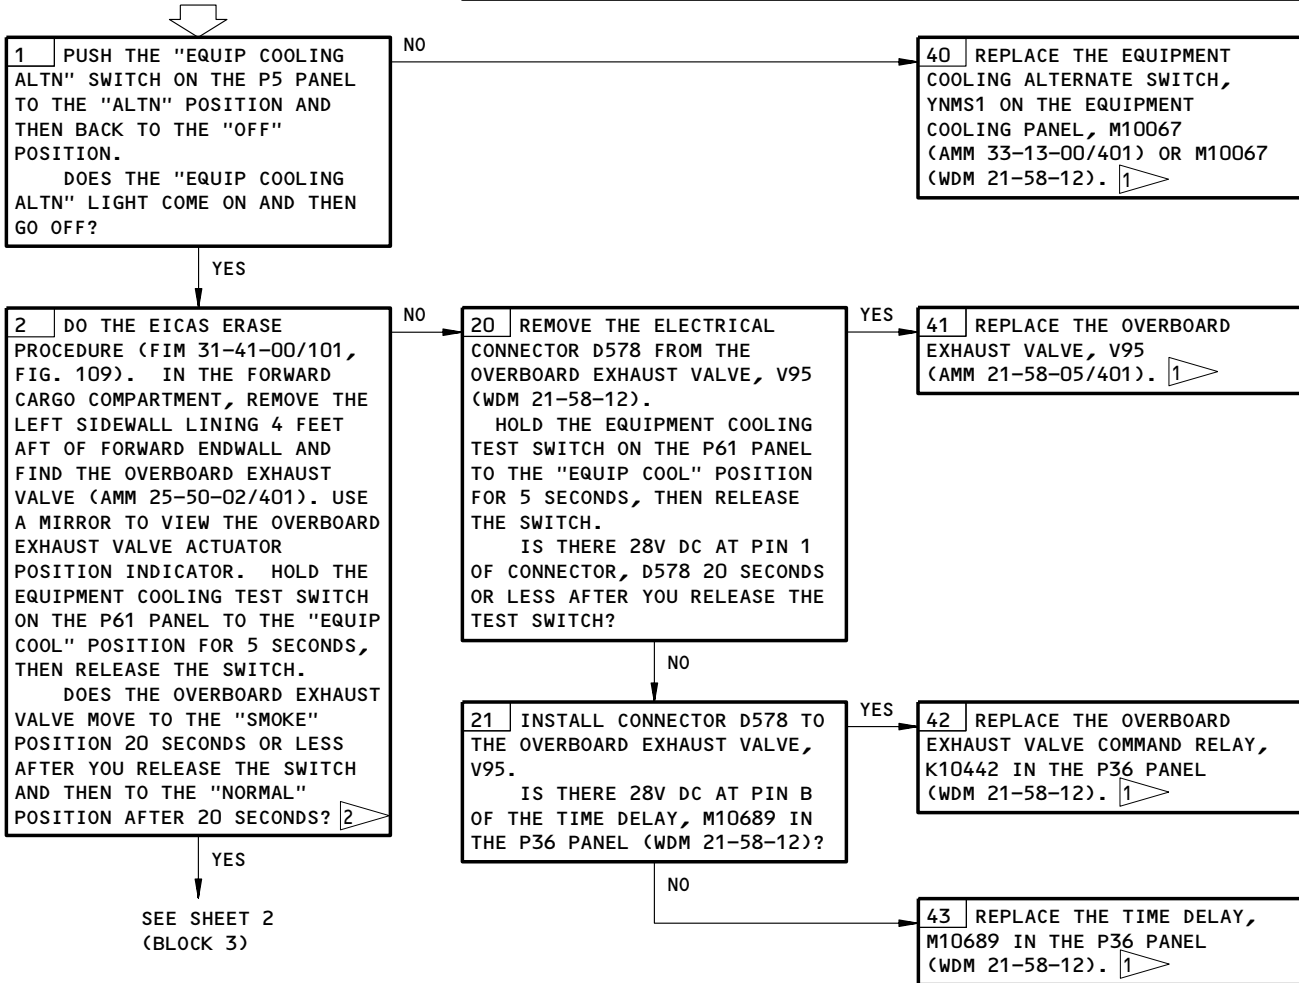 1 PUSH THE "EQUIP COOLING
ALTN" SWITCH ON THE P5 PANEL
TO THE "ALTN" POSITION AND
THEN BACK TO THE "OFF"
POSITION.
DOES THE "EQUIP COOLING
ALTN" LIGHT COME ON AND THEN
GO OFF?
NO
40 REPLACE THE EQUIPMENT
COOLING ALTERNATE SWITCH,
YNMS1 ON THE EQUIPMENT
COOLING PANEL, M10067
(AMM 33-13-00/401) OR M10067
(WDM 21-58-12). 1
YES
2 DO THE EICAS ERASE
PROCEDURE (FIM 31-41-00/101,
FIG. 109). IN THE FORWARD
CARGO COMPARTMENT, REMOVE THE
LEFT SIDEWALL LINING 4 FEET
AFT OF FORWARD ENDWALL AND
FIND THE OVERBOARD EXHAUST
VALVE (AMM 25-50-02/401). USE
A MIRROR TO VIEW THE OVERBOARD
EXHAUST VALVE ACTUATOR
POSITION INDICATOR. HOLD THE
EQUIPMENT COOLING TEST SWITCH
ON THE P61 PANEL TO THE "EQUIP
COOL" POSITION FOR 5 SECONDS,
THEN RELEASE THE SWITCH.
DOES THE OVERBOARD EXHAUST
VALVE MOVE TO THE "SMOKE"
POSITION 20 SECONDS OR LESS
AFTER YOU RELEASE THE SWITCH
AND THEN TO THE "NORMAL"
POSITION AFTER 20 SECONDS? 2
NO
20 REMOVE THE ELECTRICAL
CONNECTOR D578 FROM THE
OVERBOARD EXHAUST VALVE, V95
(WDM 21-58-12).
HOLD THE EQUIPMENT COOLING
TEST SWITCH ON THE P61 PANEL
TO THE "EQUIP COOL" POSITION
FOR 5 SECONDS, THEN RELEASE
THE SWITCH.
IS THERE 28V DC AT PIN 1
OF CONNECTOR, D578 20 SECONDS
OR LESS AFTER YOU RELEASE THE
TEST SWITCH?
YES
41 REPLACE THE OVERBOARD
EXHAUST VALVE, V95
(AMM 21-58-05/401). 1
NO
21 INSTALL CONNECTOR D578 TO
THE OVERBOARD EXHAUST VALVE,
V95.
IS THERE 28V DC AT PIN B
OF THE TIME DELAY, M10689 IN
THE P36 PANEL (WDM 21-58-12)?
YES
42 REPLACE THE OVERBOARD
EXHAUST VALVE COMMAND RELAY,
K10442 IN THE P36 PANEL
(WDM 21-58-12). 1
YES
SEE SHEET 2
(BLOCK 3)
NO
43 REPLACE THE TIME DELAY,
M10689 IN THE P36 PANEL
(WDM 21-58-12). 1